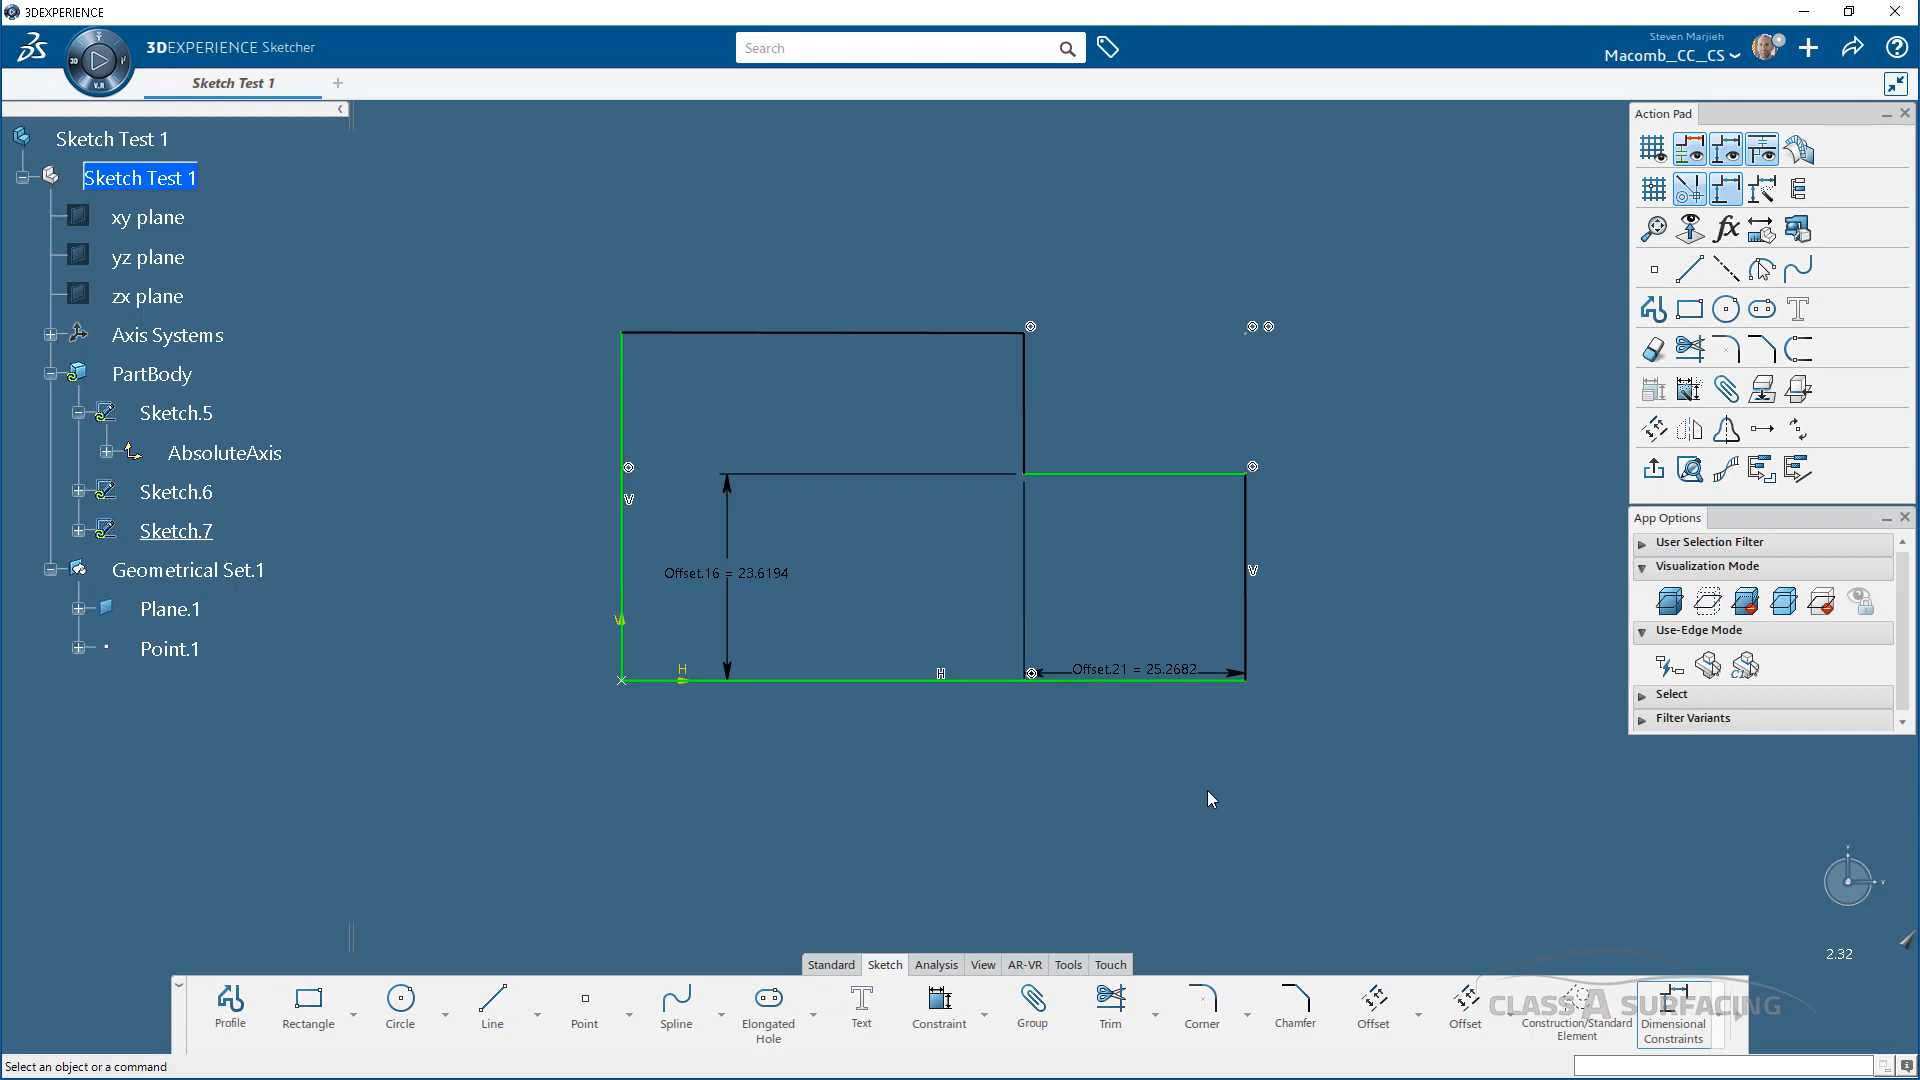 3DEXPERIENCE
3DEXPERIENCE Sketcher
Search
Steven Marjieh
Macomb_CC_CS
3D
V.R
Sketch Test 1
+
Sketch Test 1
Sketch Test 1
xy plane
yz plane
zx plane
Axis Systems
PartBody
Sketch.5
AbsoluteAxis
Sketch.6
Sketch.7
Geometrical Set.1
Plane.1
Point.1
V
V
Offset.16 = 23.6194
V
H
H
Offset.21 = 25.2682
Action Pad
fx
T
App Options
User Selection Filter
Visualization Mode
Use-Edge Mode
Select
Filter Variants
2.32
Standard
Sketch
Analysis
View
AR-VR
Tools
Touch
Profile
Rectangle
Circle
Line
Point
Spline
Elongated Hole
Text
Constraint
Group
Trim
Corner
Chamfer
Offset
Offset
Construction/Standard Element
Dimensional Constraints
CLASS A SURFACING
Select an object or a command